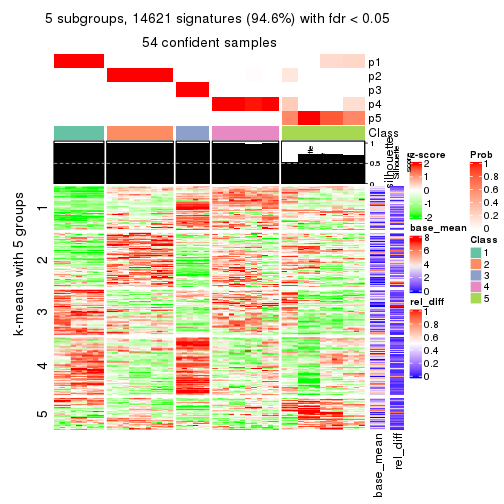 5 subgroups, 14621 signatures (94.6%) with fdr < 0.05
54 confident samples
p1
p2
p3
p4
p5
Class
1
0.5
0
Silhouette
score
silhouettes
k-means with 5 groups
1
2
3
4
5
base_mean
rel_diff
z-score
2
1
0
-1
-2
base_mean
8
6
4
2
0
rel_diff
1
0.8
0.6
0.4
0.2
0
Prob
1
0.8
0.6
0.4
0.2
0
Class
1
2
3
4
5